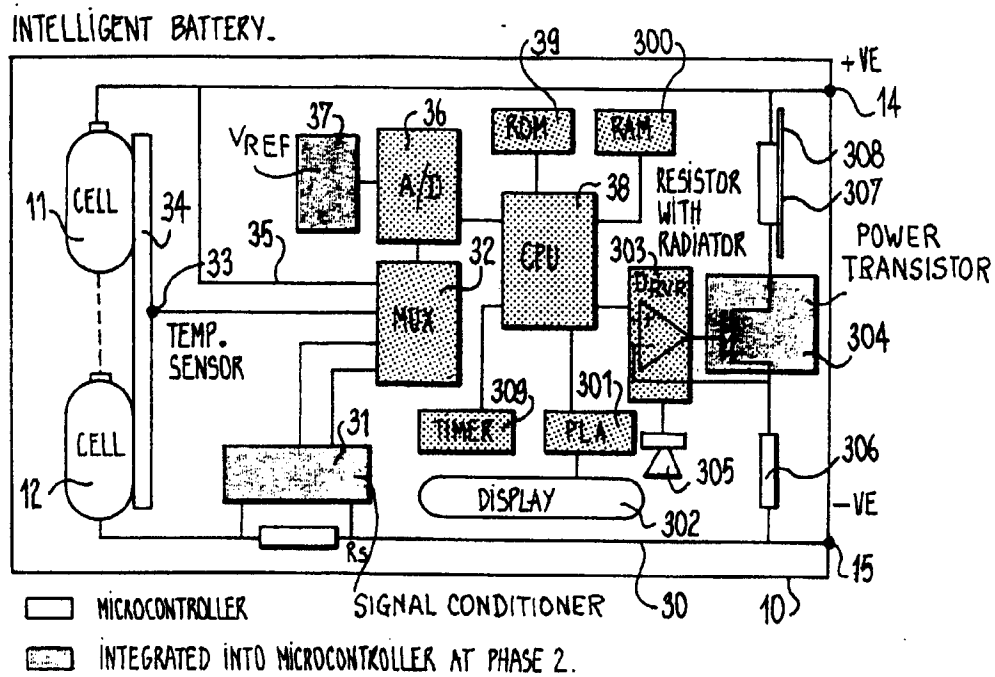 INTELLIGENT BATTERY.
39
300
+VE
14
37
36
ROM
RAM
VREF
A/D
38
RESISTOR
WITH
RADIATOR
308
307
11
CELL
34
35
33
32
CPU
303
DRVR
POWER
TRANSISTOR
MUX
TEMP.
SENSOR
304
309
301
31
TIMER
PLA
305
306
12
CELL
DISPLAY
302
-VE
Rs
15
MICROCONTROLLER
SIGNAL CONDITIONER
30
10
INTEGRATED INTO MICROCONTROLLER AT PHASE 2.